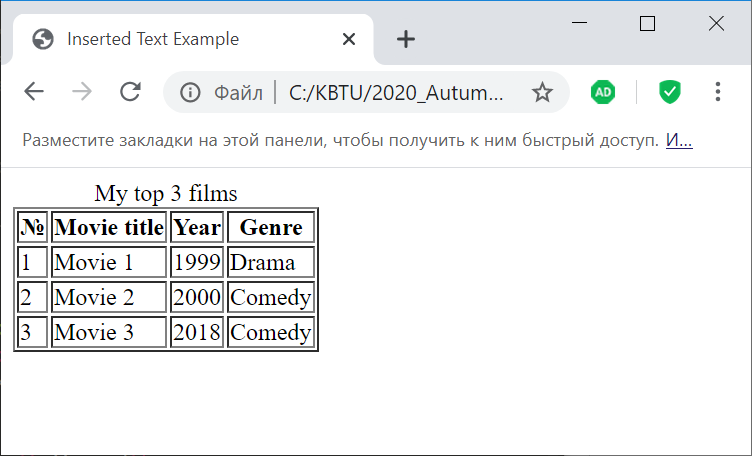 Inserted Text Example
Файл | C:/KBTU/2020_Autum...
AD
Разместите закладки на этой панели, чтобы получить к ним быстрый доступ. И...
My top 3 films
№ Movie title Year Genre
1 Movie 1 1999 Drama
2 Movie 2 2000 Comedy
3 Movie 3 2018 Comedy